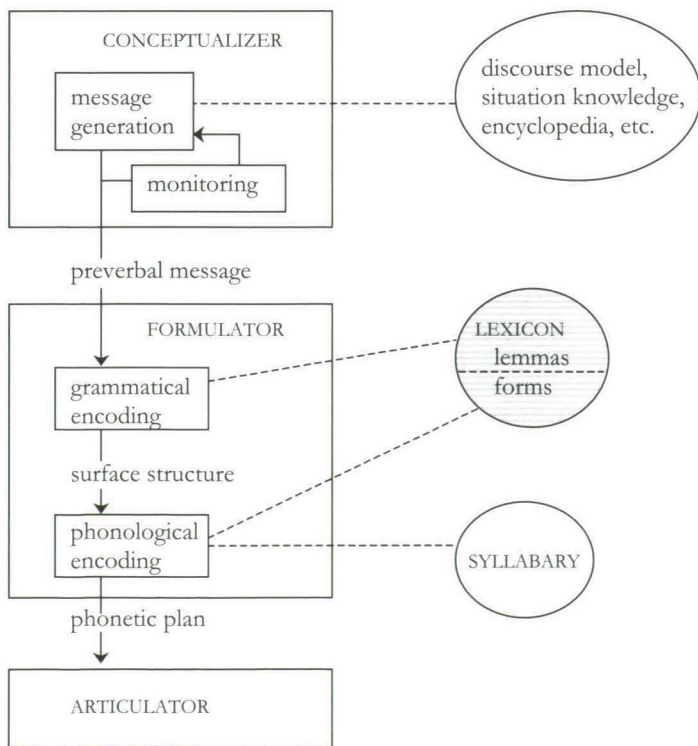 CONCEPTUALIZER
message
generation
monitoring
discourse model,
situation knowledge,
encyclopedia, etc.
preverbal message
FORMULATOR
grammatical
encoding
LEXICON
lemmas
forms
surface structure
phonological
encoding
SYLLABARY
phonetic plan
ARTICULATOR